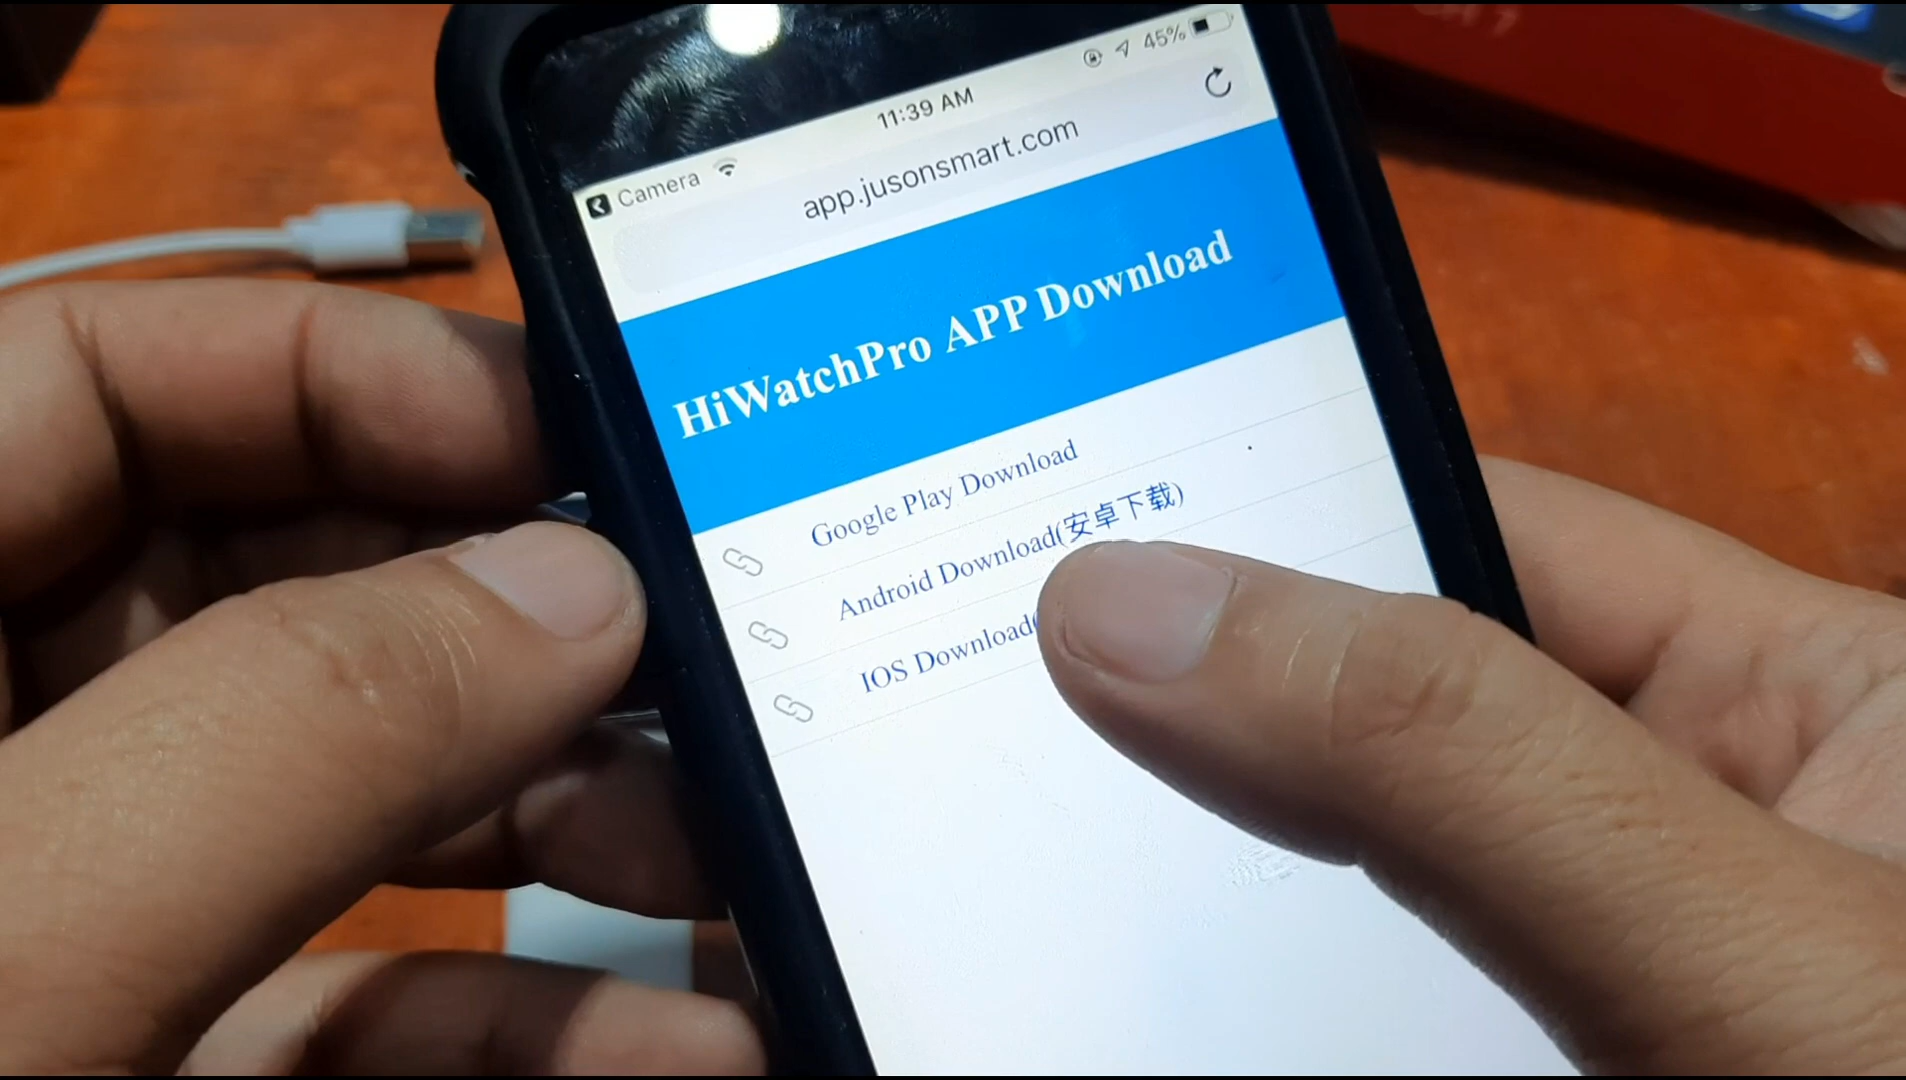 45%
11:39 AM
Camera
app.jusonsmart.com
HiWatchPro APP Download
Google Play Download
Android Download(安卓下载)
IOS Download(